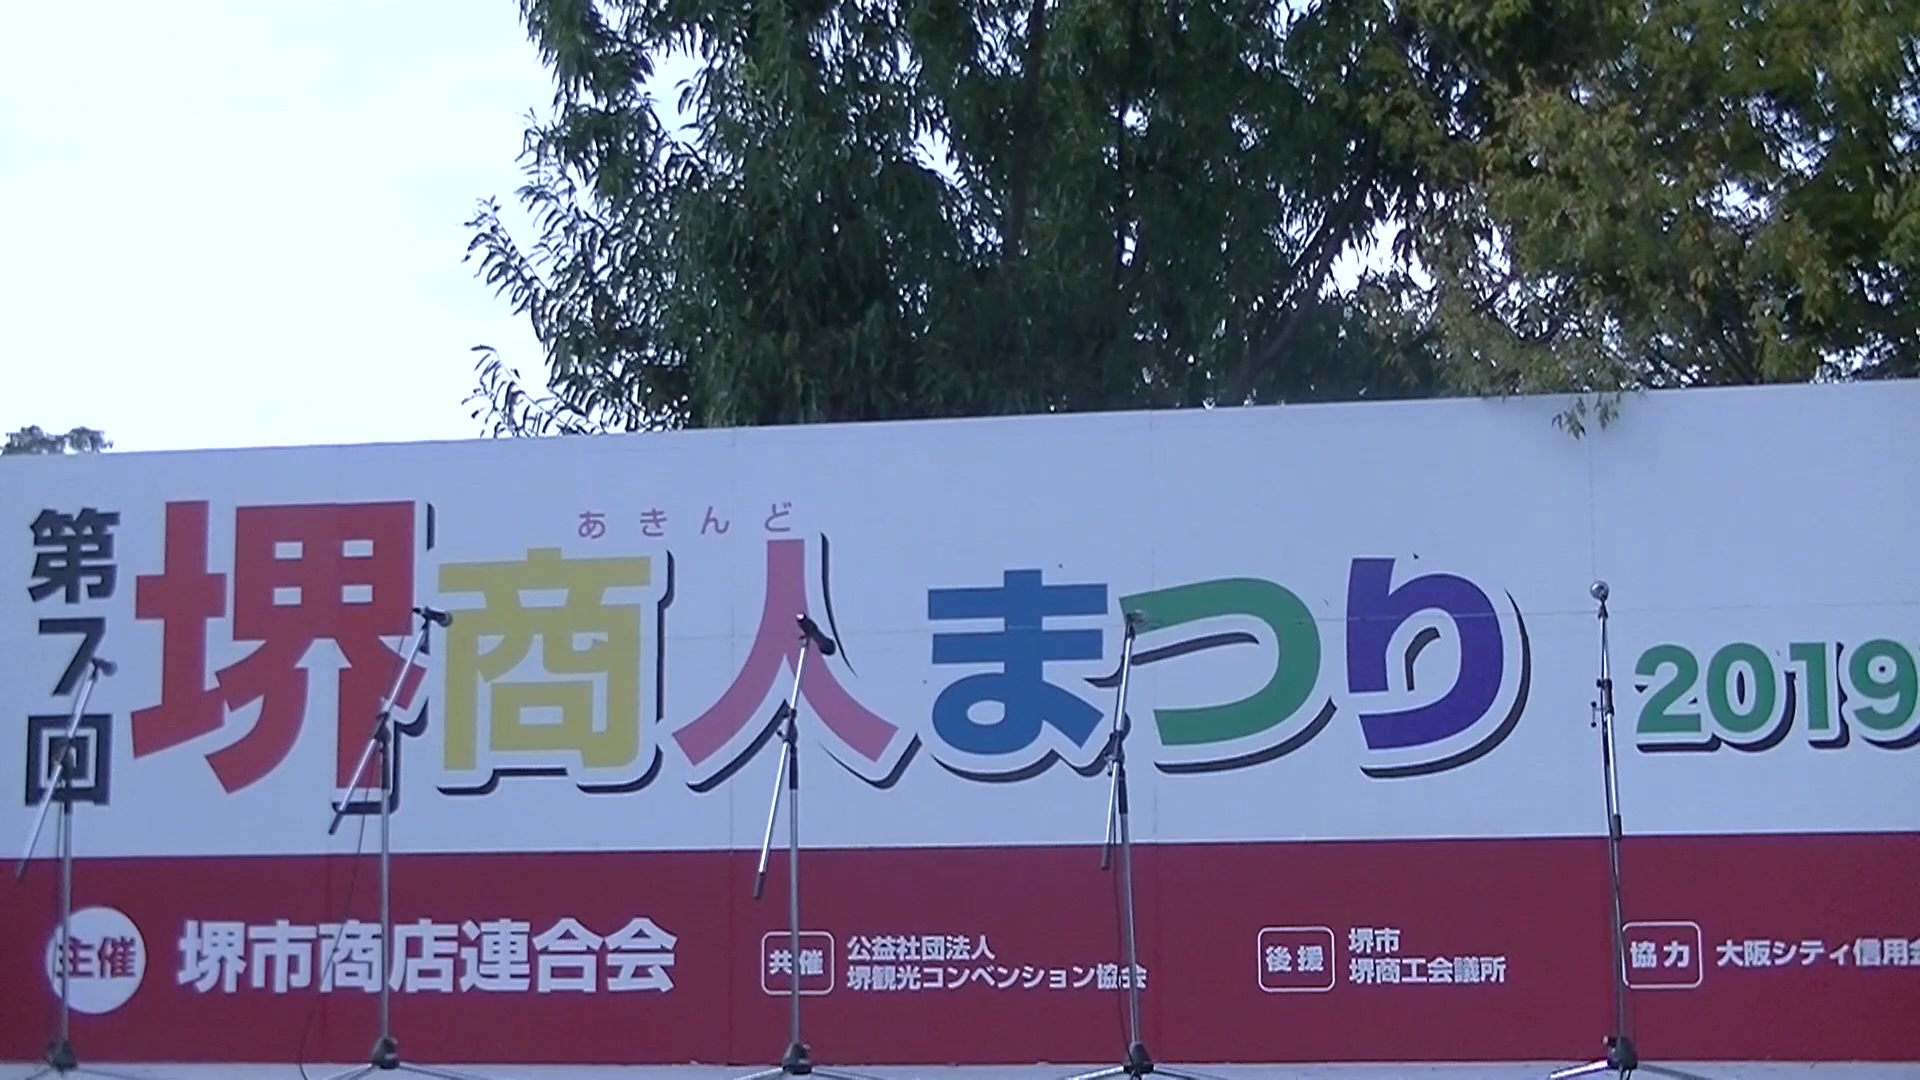 第7回
あきんど
堺商人まつり
2019
主催 堺市商店連合会
共催 公益社団法人
堺観光コンベンション協会
後援 堺市
堺商工会議所
協力 大阪シティ信用金